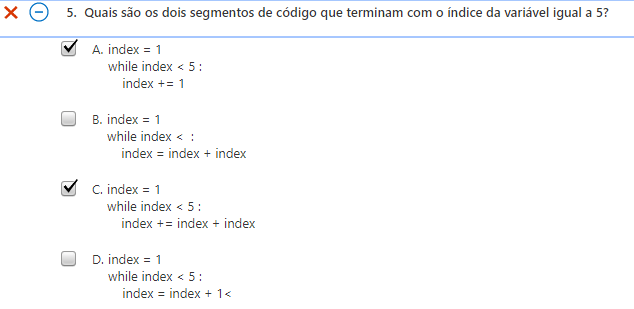 5. Quais são os dois segmentos de código que terminam com o índice da variável igual a 5?
A. index = 1
while index < 5 :
index += 1
B. index = 1
while index < :
index = index + index
C. index = 1
while index < 5 :
index += index + index
D. index = 1
while index < 5 :
index = index + 1<